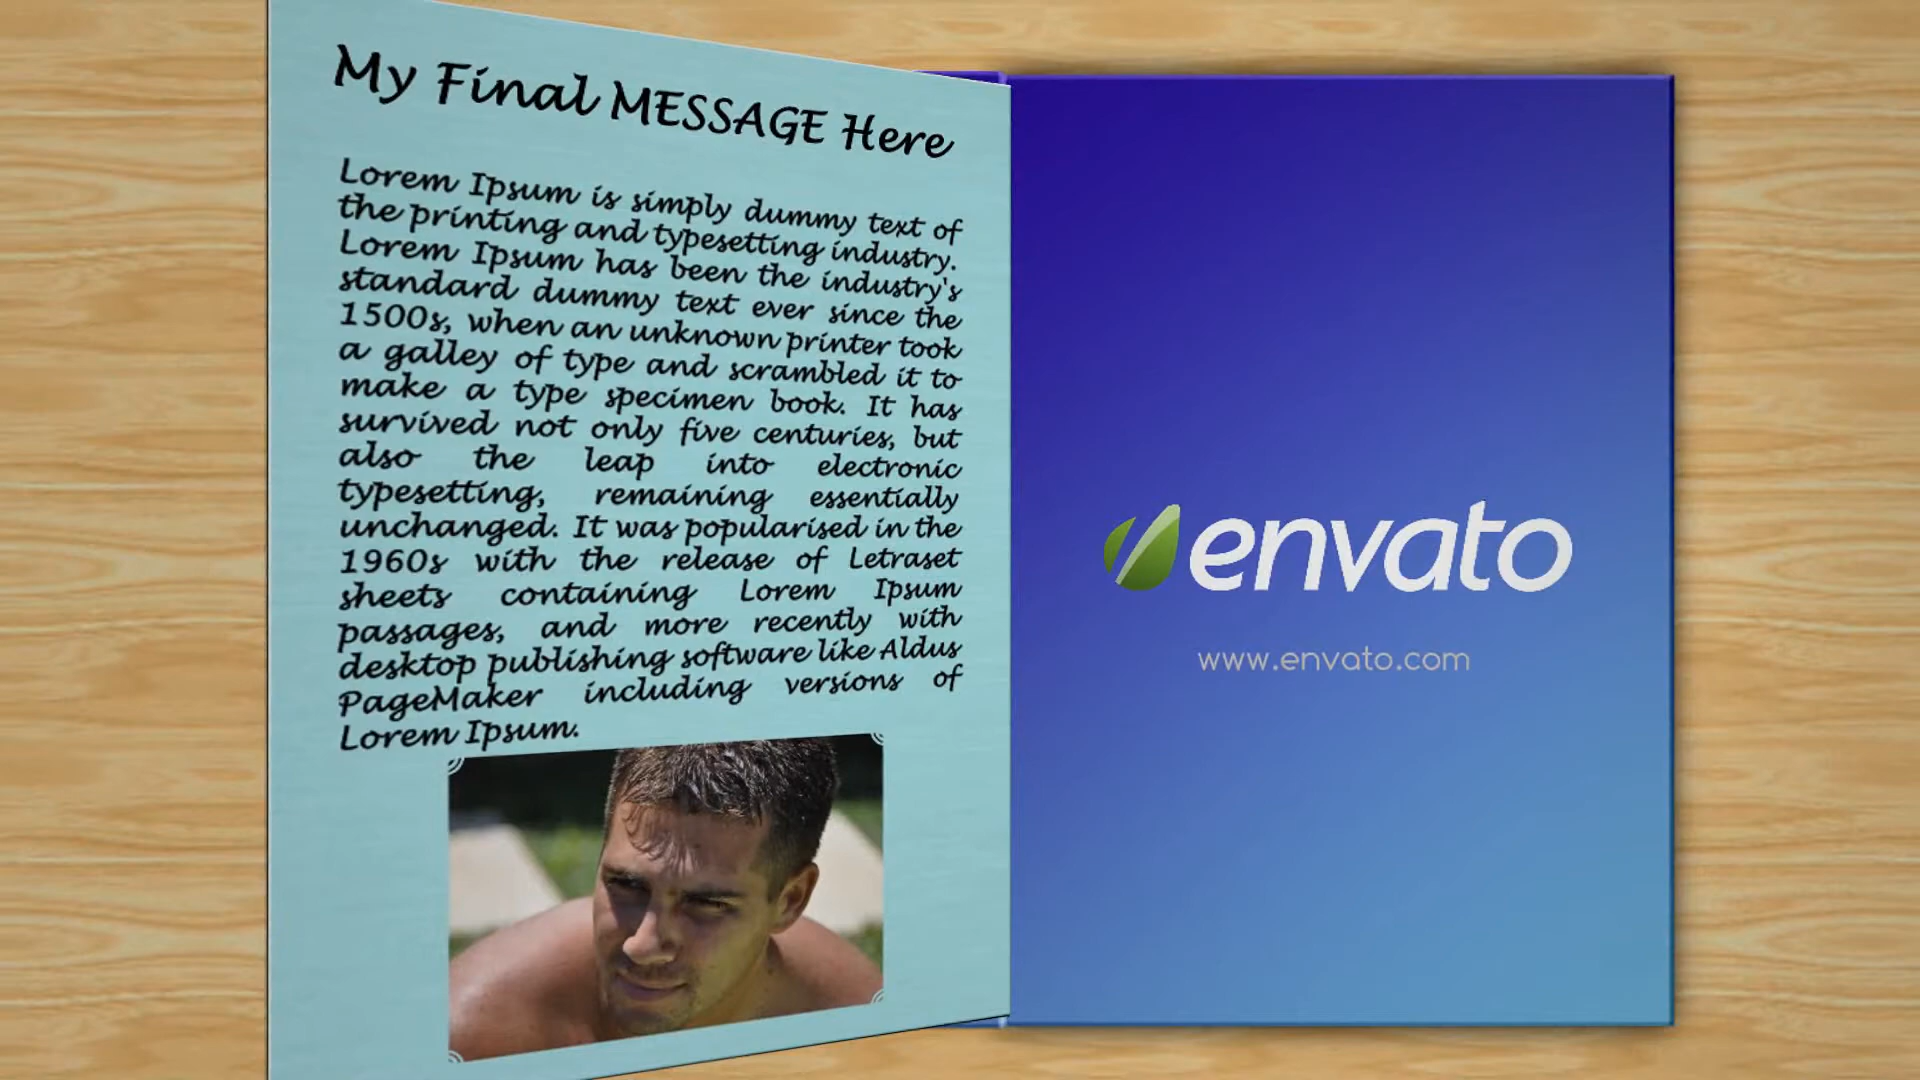 My Final MESSAGE Here
Lorem Ipsum is simply dummy text of
the printing and typesetting industry.
Lorem Ipsum has been the industry's
standard dummy text ever since the
1500s, when an unknown printer took
a galley of type and scrambled it to
make a type specimen book. It has
survived not only five centuries, but
also the leap into electronic
typesetting, remaining essentially
unchanged. It was popularised in the
1960s with the release of Letraset
sheets containing Lorem Ipsum
passages, and more recently with
desktop publishing software like Aldus
PageMaker including versions of
Lorem Ipsum.
envato
www.envato.com